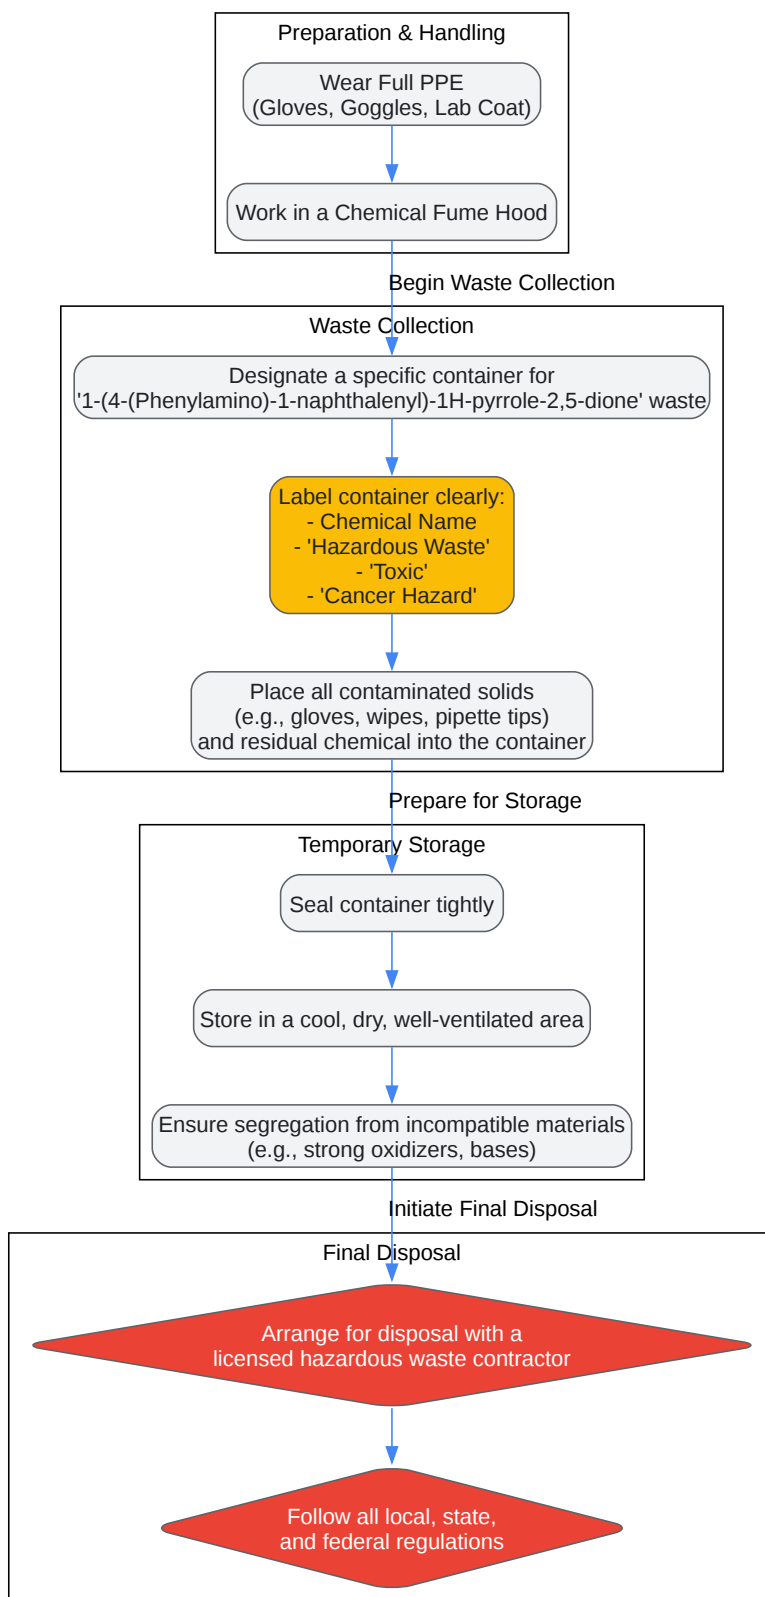 Preparation & Handling
Wear Full PPE
(Gloves, Goggles, Lab Coat)
Work in a Chemical Fume Hood
Begin Waste Collection
Waste Collection
Designate a specific container for
'1-(4-(Phenylamino)-1-naphthalenyl)-1H-pyrrole-2,5-dione' waste
Label container clearly:
- Chemical Name
- 'Hazardous Waste'
- 'Toxic'
- 'Cancer Hazard'
Place all contaminated solids
(e.g., gloves, wipes, pipette tips)
and residual chemical into the container
Prepare for Storage
Temporary Storage
Seal container tightly
Store in a cool, dry, well-ventilated area
Ensure segregation from incompatible materials
(e.g., strong oxidizers, bases)
Initiate Final Disposal
Final Disposal
Arrange for disposal with a
licensed hazardous waste contractor
Follow all local, state,
and federal regulations